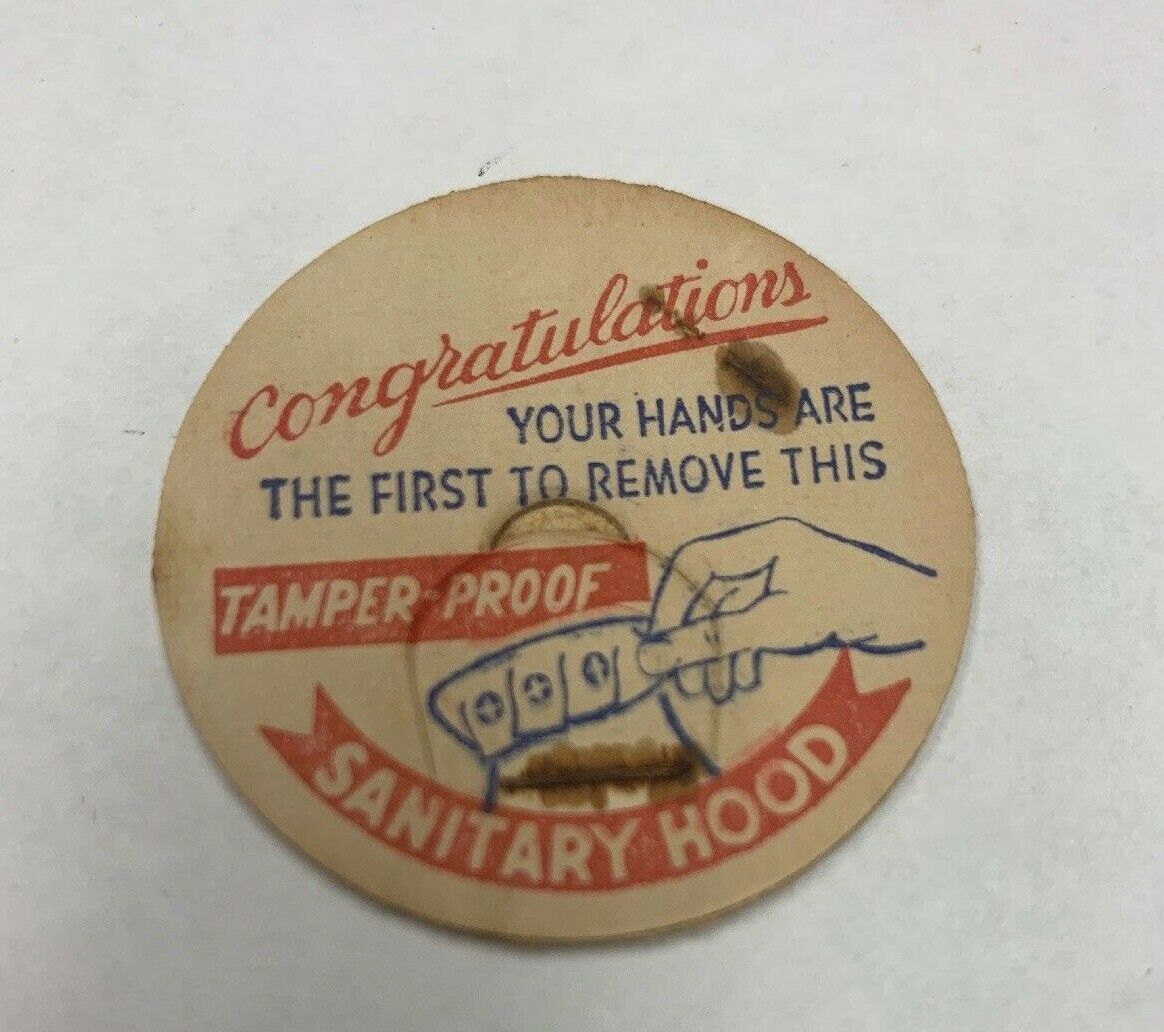 Congratulations
YOUR HANDS ARE
THE FIRST TO REMOVE THIS
TAMPER-PROOF
SANITARY HOOD